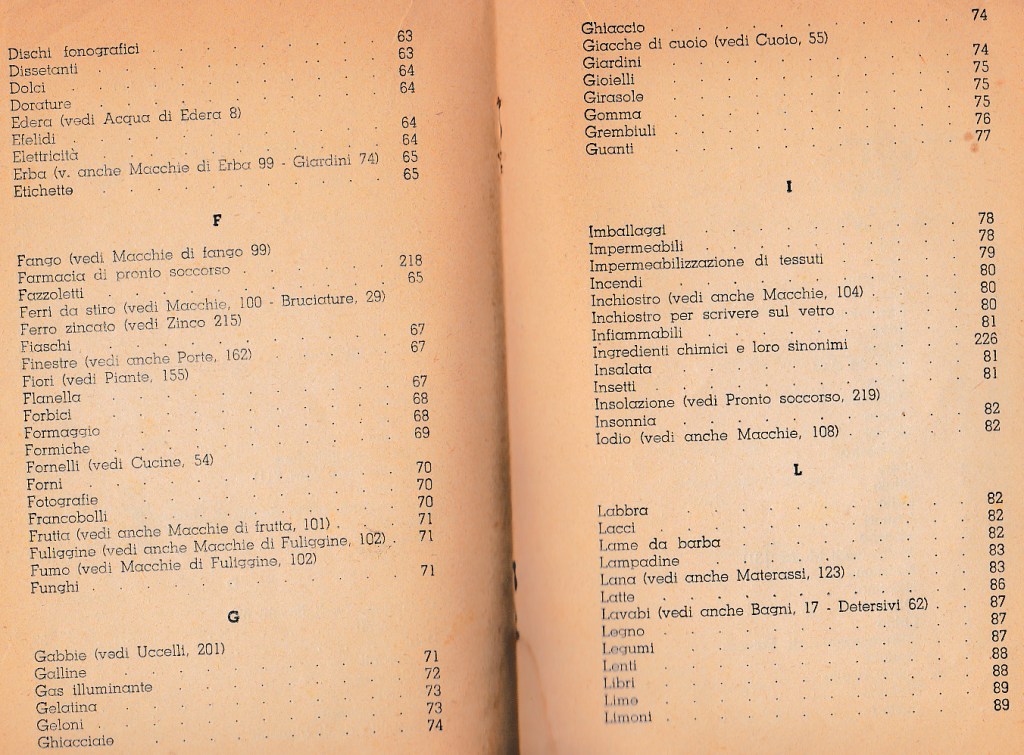 Dischi fonografici . . . . . . . . 63
Dissetanti . . . . . . . . . 63
Dolci . . . . . . . . . . 64
Dorature . . . . . . . . . 64
Edera (vedi Acqua di Edera 8)
Efelidi . . . . . . . . . . 64
Elettricità . . . . . . . . . 64
Erba (v. anche Macchie di Erba 99 - Giardini 74) 65
Etichette . . . . . . . . . 65
F
Fango (vedi Macchie di fango 99)
Farmacia di pronto soccorso . . . . . 218
Fazzoletti . . . . . . . . . 65
Ferri da stiro (vedi Macchie, 100 - Bruciature, 29)
Ferro zincato (vedi Zinco 215)
Fiaschi . . . . . . . . . . 67
Finestre (vedi anche Porte, 162) . . . . . 67
Fiori (vedi Piante, 155)
Flanella . . . . . . . . . 67
Forbici . . . . . . . . . . 68
Formaggio . . . . . . . . . 68
Formiche . . . . . . . . . 69
Fornelli (vedi Cucine, 54)
Forni . . . . . . . . . . 70
Fotografie . . . . . . . . . 70
Francobolli . . . . . . . . . 70
Frutta (vedi anche Macchie di frutta, 101) . . . 71
Fuliggine (vedi anche Macchie di Fuliggine, 102) . 71
Fumo (vedi Macchie di Fuliggine, 102)
Funghi . . . . . . . . . . 71
G
Gabbie (vedi Uccelli, 201)
Galline . . . . . . . . . . 71
Gas illuminante . . . . . . . . 72
Gelatina . . . . . . . . . 73
Geloni . . . . . . . . . . 73
Ghiacciaie . . . . . . . . . 74
Ghiaccio . . . . . . . . . 74
Giacche di cuoio (vedi Cuoio, 55)
Giardini . . . . . . . . . 74
Gioielli . . . . . . . . . . 75
Girasole . . . . . . . . . 75
Gomma . . . . . . . . . . 75
Grembiuli . . . . . . . . . 76
Guanti . . . . . . . . . . 77
I
Imballaggi . . . . . . . . . 78
Impermeabili . . . . . . . . . 78
Impermeabilizzazione di tessuti . . . . . 79
Incendi . . . . . . . . . . 80
Inchiostro (vedi anche Macchie, 104) . . . . 80
Inchiostro per scrivere sul vetro . . . . . 80
Infiammabili . . . . . . . . . 81
Ingredienti chimici e loro sinonimi . . . . 226
Insalata . . . . . . . . . 81
Insetti . . . . . . . . . . 81
Insolazione (vedi Pronto soccorso, 219)
Insonnia . . . . . . . . . 82
Iodio (vedi anche Macchie, 108) . . . . . 82
L
Labbra . . . . . . . . . . 82
Lacci . . . . . . . . . . 82
Lame da barba . . . . . . . . 82
Lampadine . . . . . . . . . 83
Lana (vedi anche Materassi, 123) . . . . . 83
Latte . . . . . . . . . . 86
Lavabi (vedi anche Bagni, 17 - Detersivi 62) . . 87
Legno . . . . . . . . . . 87
Legumi . . . . . . . . . . 87
Lenti . . . . . . . . . . 88
Libri . . . . . . . . . . 88
Lime . . . . . . . . . . 89
Limoni . . . . . . . . . . 89